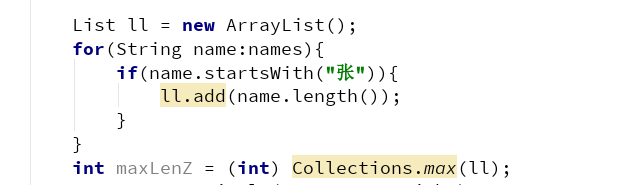 List ll = new ArrayList();
for(String name:names){
if(name.startsWith("张")){
ll.add(name.length());
}
}
int maxLenZ = (int) Collections.max(ll);